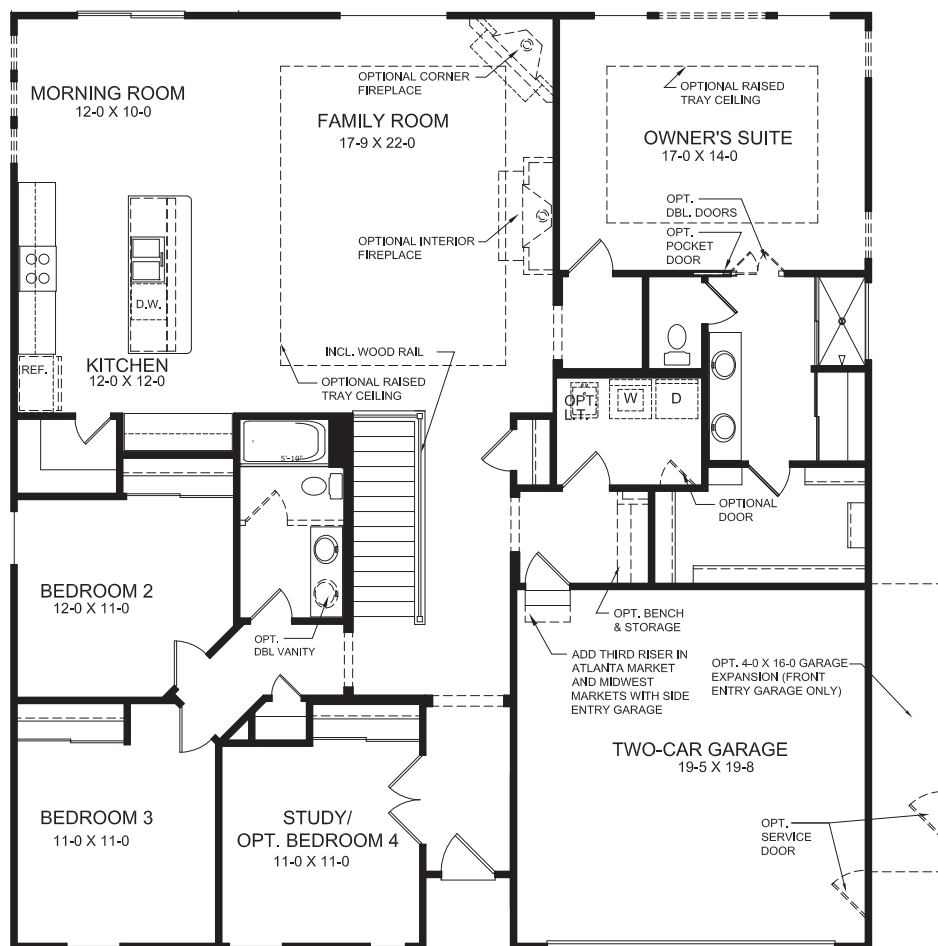 OPTIONAL CORNER
FIREPLACE
OPTIONAL RAISED
TRAY CEILING
MORNING ROOM
12-0 X 10-0
FAMILY ROOM
17-9 X 22-0
OWNER'S SUITE
17-0 X 14-0
OPT.
DBL. DOORS
OPT.
POCKET
DOOR
OPTIONAL INTERIOR
FIREPLACE
D.W.
INCL. WOOD RAIL
KITCHEN
12-0 X 12-0
REF.
OPTIONAL RAISED
TRAY CEILING
OPT.
L.T.
W
D
5'-10"
OPTIONAL
DOOR
BEDROOM 2
12-0 X 11-0
OPT.
DBL VANITY
OPT. BENCH
& STORAGE
ADD THIRD RISER IN
ATLANTA MARKET
AND MIDWEST
MARKETS WITH SIDE
ENTRY GARAGE
OPT. 4-0 X 16-0 GARAGE
EXPANSION (FRONT
ENTRY GARAGE ONLY)
TWO-CAR GARAGE
19-5 X 19-8
BEDROOM 3
11-0 X 11-0
STUDY/
OPT. BEDROOM 4
11-0 X 11-0
OPT.
SERVICE
DOOR